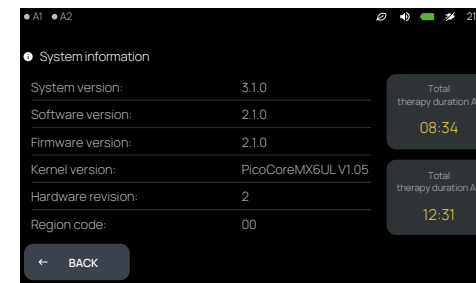 A1 A2 21
System information
System version: 3.1.0
Software version: 2.1.0
Firmware version: 2.1.0
Kernel version: PicoCoreMX6UL V1.05
Hardware revision: 2
Region code: 00
BACK
Total
therapy duration A
08:34
Total
therapy duration A
12:31